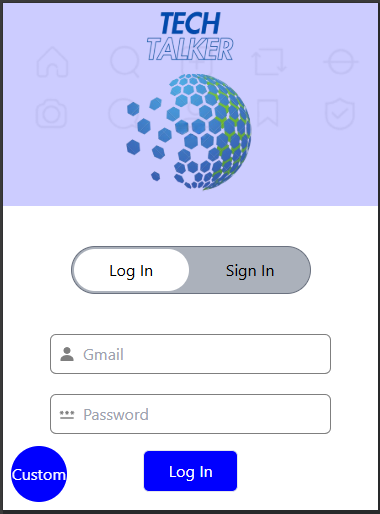 TECH
TALKER
Log In
Sign In
Gmail
Password
Custom
Log In